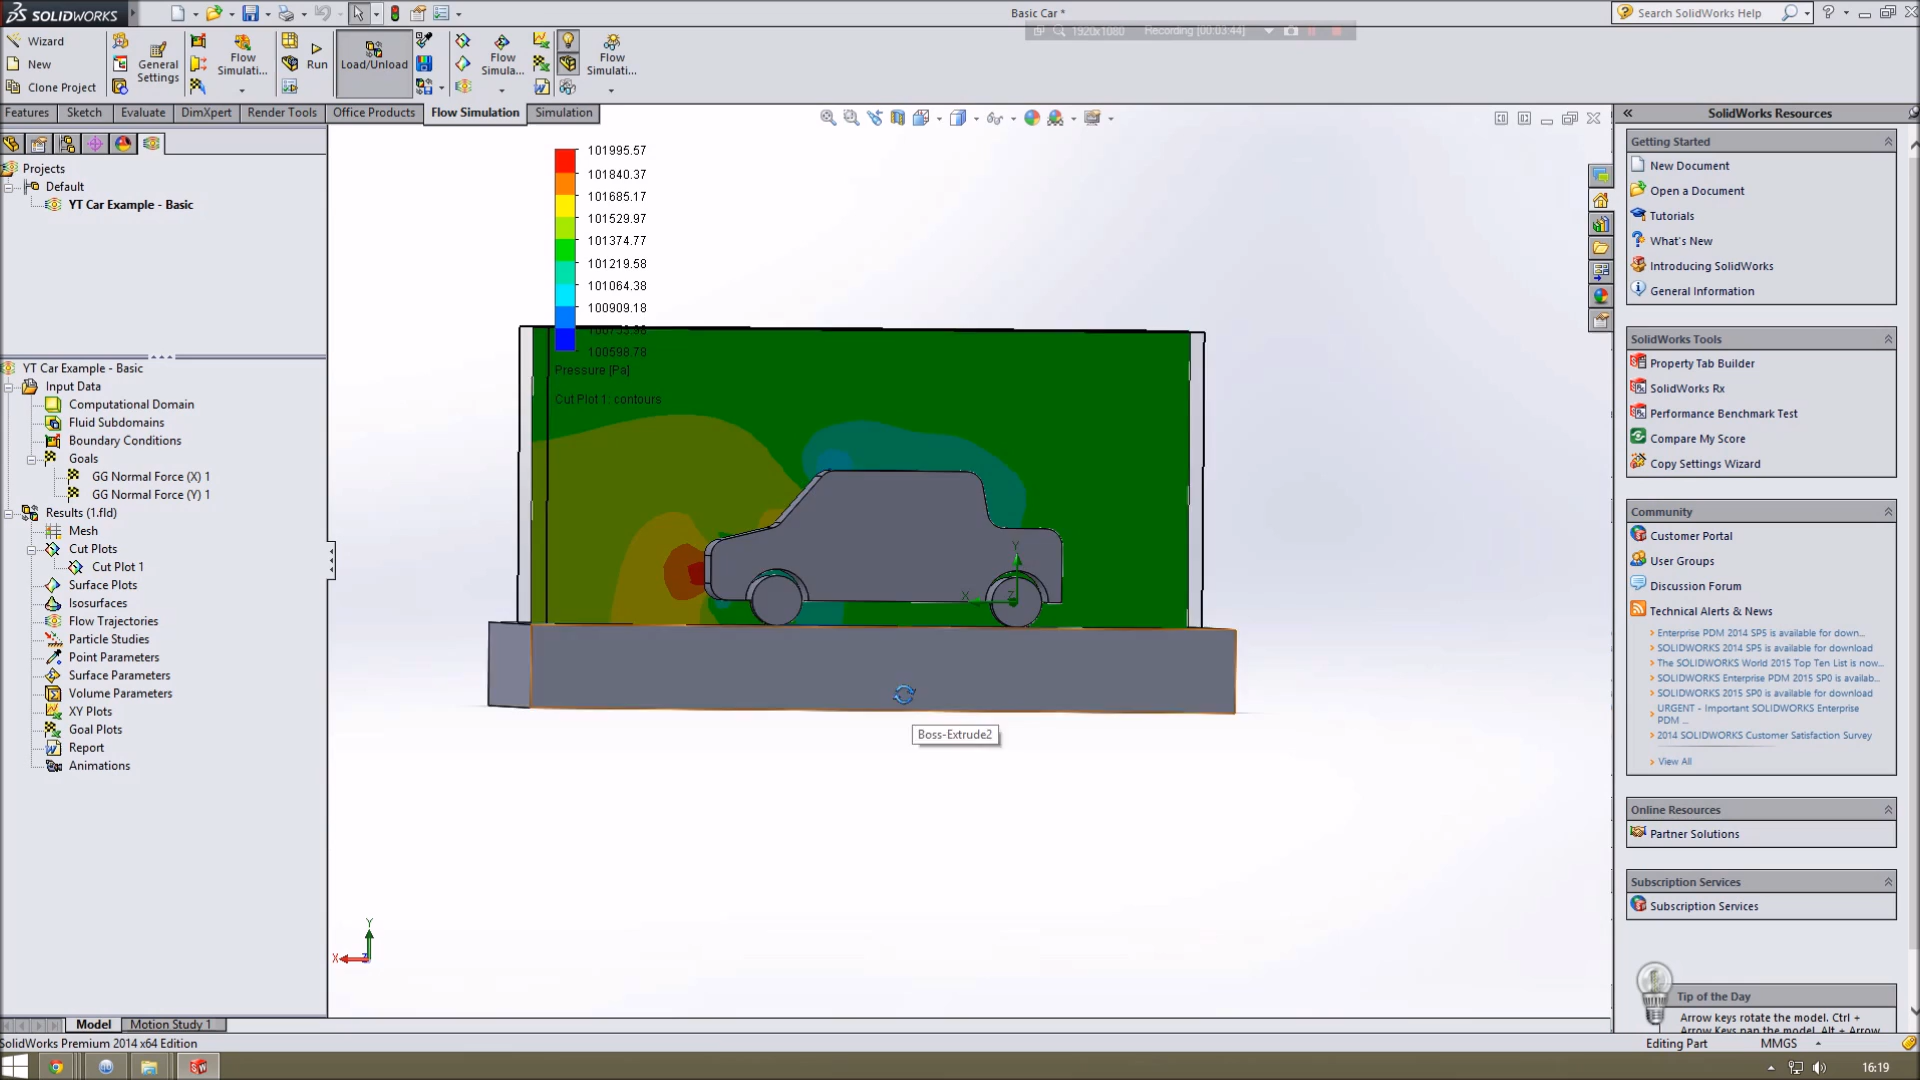 SOLIDWORKS
Basic Car *
Search SolidWorks Help
1920x1080
Recording [00:03:44]
Wizard
New
Clone Project
General
Settings
Flow
Simulati...
Run
Load/Unload
Flow
Simula...
Flow
Simulati...
Features
Sketch
Evaluate
DimXpert
Render Tools
Office Products
Flow Simulation
Simulation
Projects
Default
YT Car Example - Basic
YT Car Example - Basic
Input Data
Computational Domain
Fluid Subdomains
Boundary Conditions
Goals
GG Normal Force (X) 1
GG Normal Force (Y) 1
Results (1.fld)
Mesh
Cut Plots
Cut Plot 1
Surface Plots
Isosurfaces
Flow Trajectories
Particle Studies
Point Parameters
Surface Parameters
Volume Parameters
XY Plots
Goal Plots
Report
Animations
101995.57
101840.37
101685.17
101529.97
101374.77
101219.58
101064.38
100909.18
100598.78
Pressure [Pa]
Cut Plot 1: contours
Y
X
Z
Boss-Extrude2
Y
X
Z
SolidWorks Resources
Getting Started
New Document
Open a Document
Tutorials
What's New
Introducing SolidWorks
General Information
SolidWorks Tools
Property Tab Builder
SolidWorks Rx
Performance Benchmark Test
Compare My Score
Copy Settings Wizard
Community
Customer Portal
User Groups
Discussion Forum
Technical Alerts & News
Enterprise PDM 2014 SP5 is available for down...
SOLIDWORKS 2014 SP5 is available for download
The SOLIDWORKS World 2015 Top Ten List is now...
SOLIDWORKS Enterprise PDM 2015 SP0 is availab...
SOLIDWORKS 2015 SP0 is available for download
URGENT - Important SOLIDWORKS Enterprise
PDM ...
2014 SOLIDWORKS Customer Satisfaction Survey
View All
Online Resources
Partner Solutions
Subscription Services
Subscription Services
Tip of the Day
Arrow keys rotate the model. Ctrl +
Arrow Keys pan the model. Alt + Arrow
Model
Motion Study 1
SolidWorks Premium 2014 x64 Edition
Editing Part
MMGS
16:19